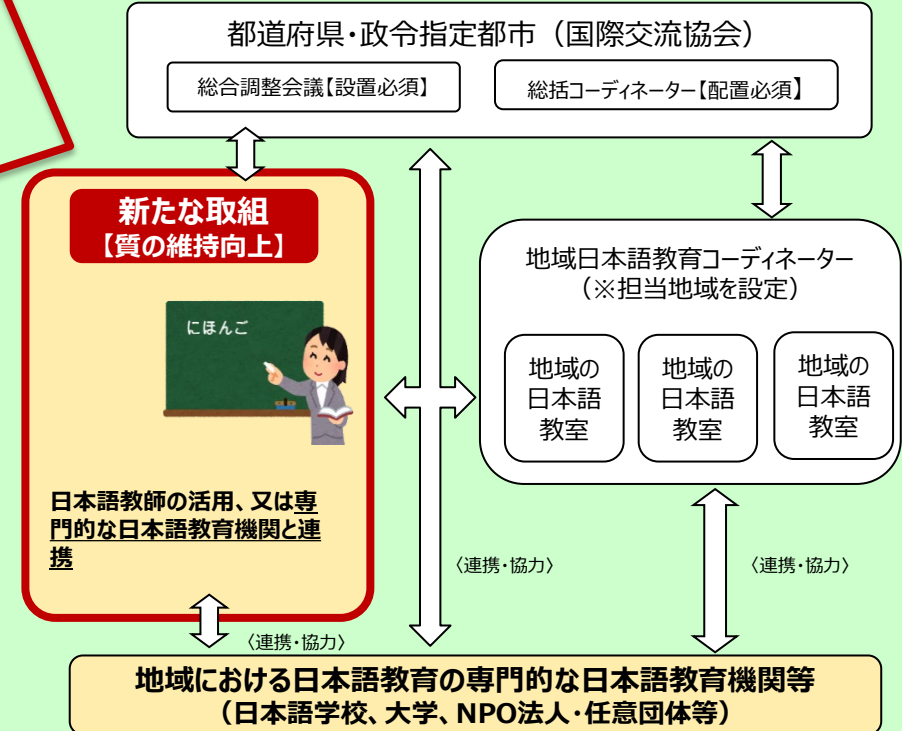 都道府県・政令指定都市（国際交流協会）
総合調整会議【設置必須】
総括コーディネーター【配置必須】
新たな取組
【質の維持向上】
にほんご
日本語教師の活用、又は専
門的な日本語教育機関と連
携
地域日本語教育コーディネーター
（※担当地域を設定）
地域の
日本語
教室
地域の
日本語
教室
地域の
日本語
教室
〈連携・協力〉
〈連携・協力〉
〈連携・協力〉
地域における日本語教育の専門的な日本語教育機関等
（日本語学校、大学、NPO法人・任意団体等）